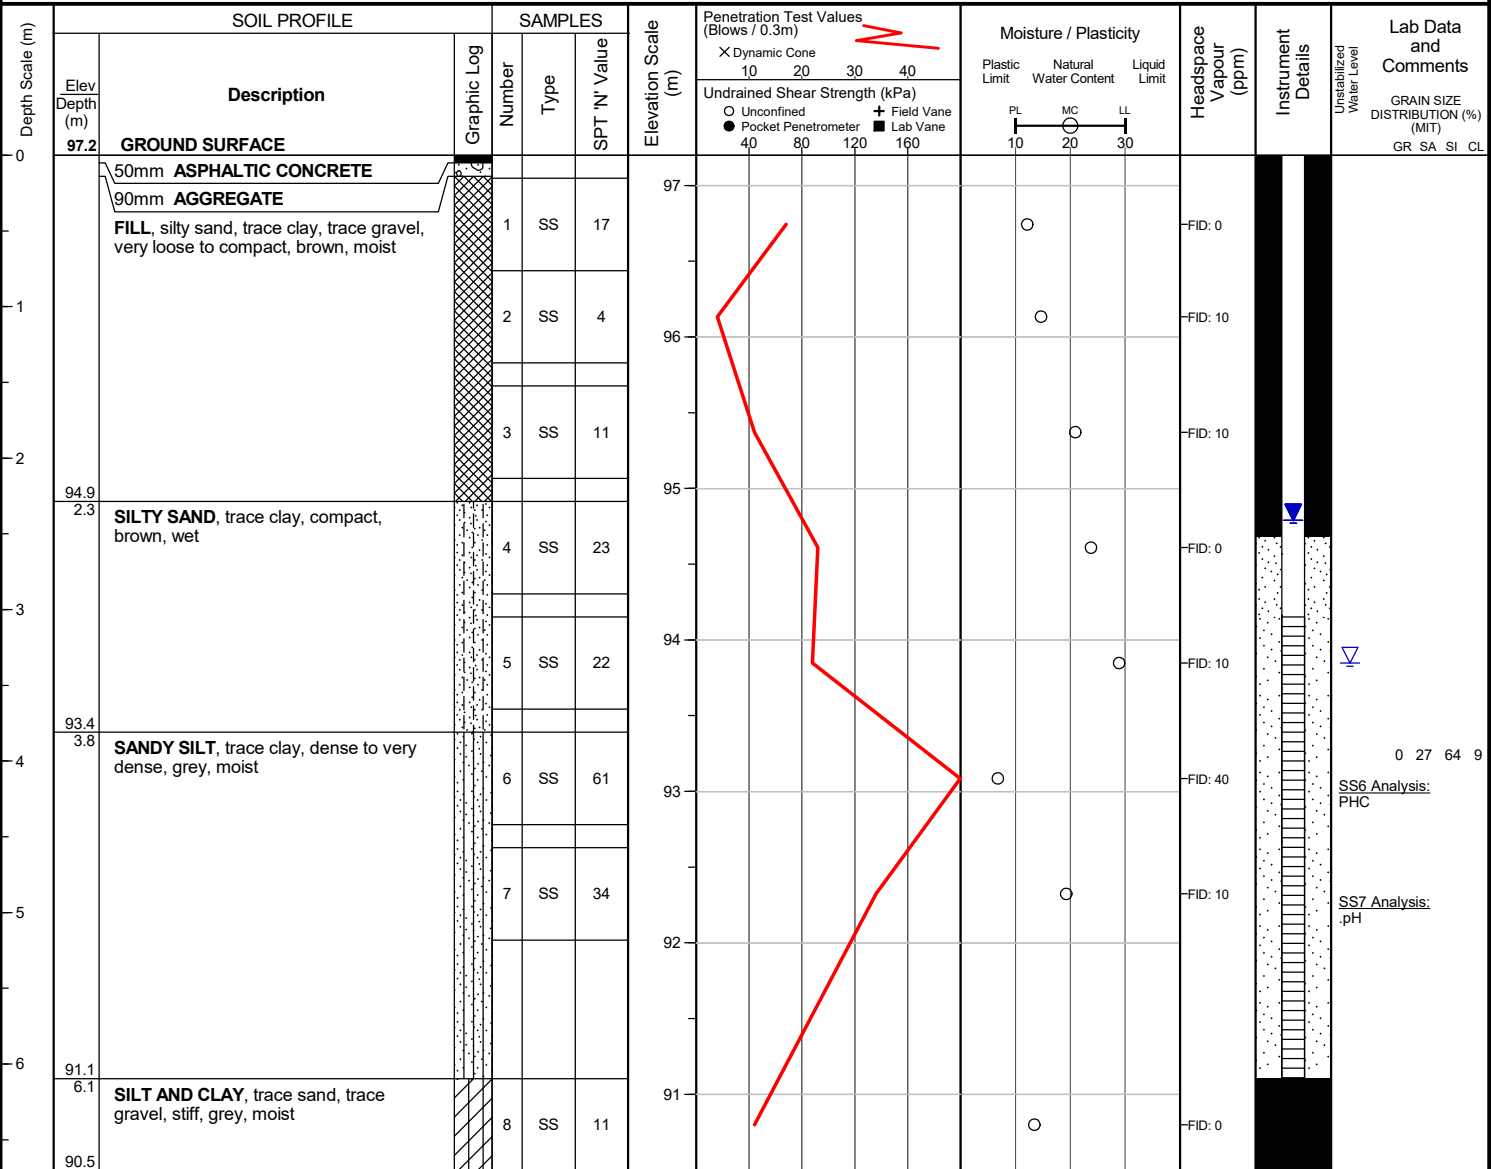 SOIL PROFILE
SAMPLES
Depth Scale (m)
Elev
Depth
(m)
Description
Graphic Log
Number
Type
SPT 'N' Value
Elevation Scale
(m)
Penetration Test Values
(Blows / 0.3m)
× Dynamic Cone
10 20 30 40
Undrained Shear Strength (kPa)
Unconfined
+ Field Vane
Pocket Penetrometer
Lab Vane
40 80 120 160
Moisture / Plasticity
Plastic
Limit
Natural
Water Content
Liquid
Limit
PL MC LL
10 20 30
Headspace
Vapour
(ppm)
Instrument
Details
Unstabilized
Water Level
Lab Data
and
Comments
GRAIN SIZE
DISTRIBUTION (%)
(MIT)
GR SA SI CL
97.2 GROUND SURFACE
0
50mm ASPHALTIC CONCRETE
90mm AGGREGATE
97
FILL, silty sand, trace clay, trace gravel,
very loose to compact, brown, moist
1 SS 17
FID: 0
1
2 SS 4
FID: 10
96
3 SS 11
FID: 10
2
95
94.9
2.3
SILTY SAND, trace clay, compact,
brown, wet
4 SS 23
FID: 0
3
94
5 SS 22
FID: 10
93.4
3.8
SANDY SILT, trace clay, dense to very
dense, grey, moist
4
0 27 64 9
6 SS 61
FID: 40
93
SS6 Analysis:
PHC
7 SS 34
FID: 10
SS7 Analysis:
.pH
5
92
6
91.1
6.1
91
SILT AND CLAY, trace sand, trace
gravel, stiff, grey, moist
8 SS 11
FID: 0
90.5